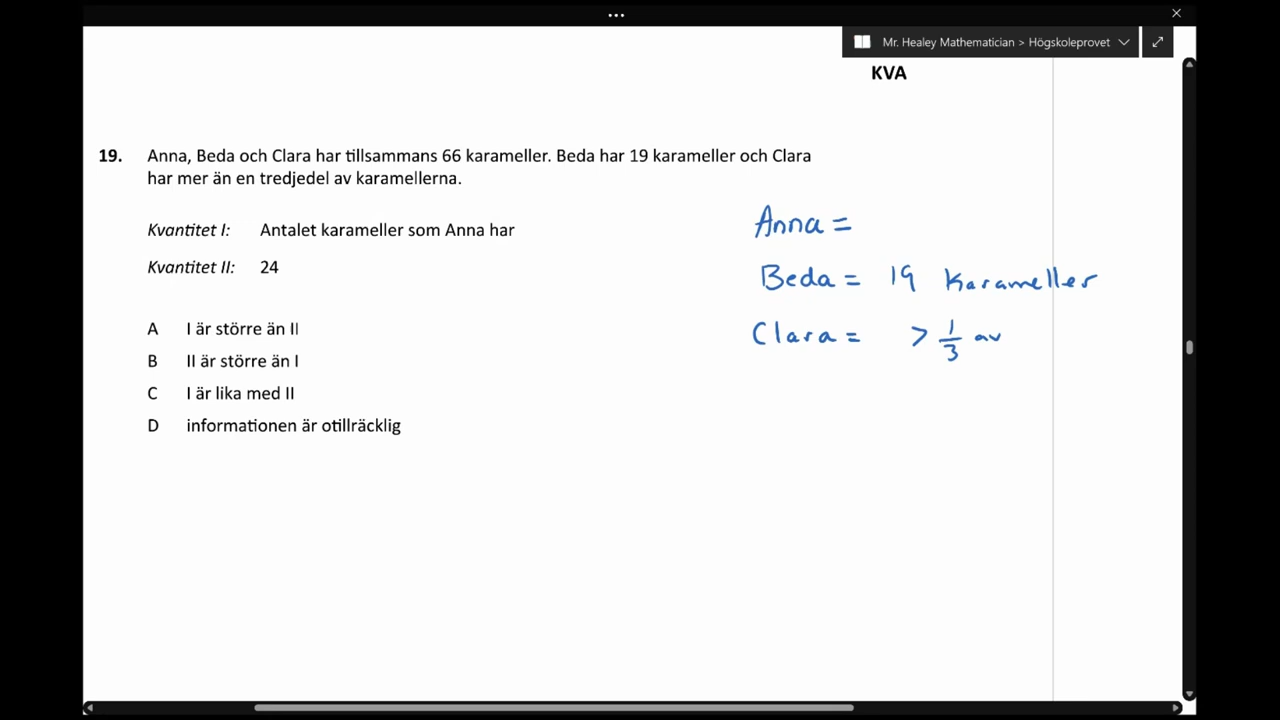 Mr. Healey Mathematician > Högskoleprovet
KVA
19. Anna, Beda och Clara har tillsammans 66 karameller. Beda har 19 karameller och Clara
har mer än en tredjedel av karamellerna.
Kvantitet I: Antalet karameller som Anna har
Kvantitet II: 24
A I är större än II
B II är större än I
C I är lika med II
D informationen är otillräcklig
Anna =
Beda = 19 karameller
Clara = > 1/3 av